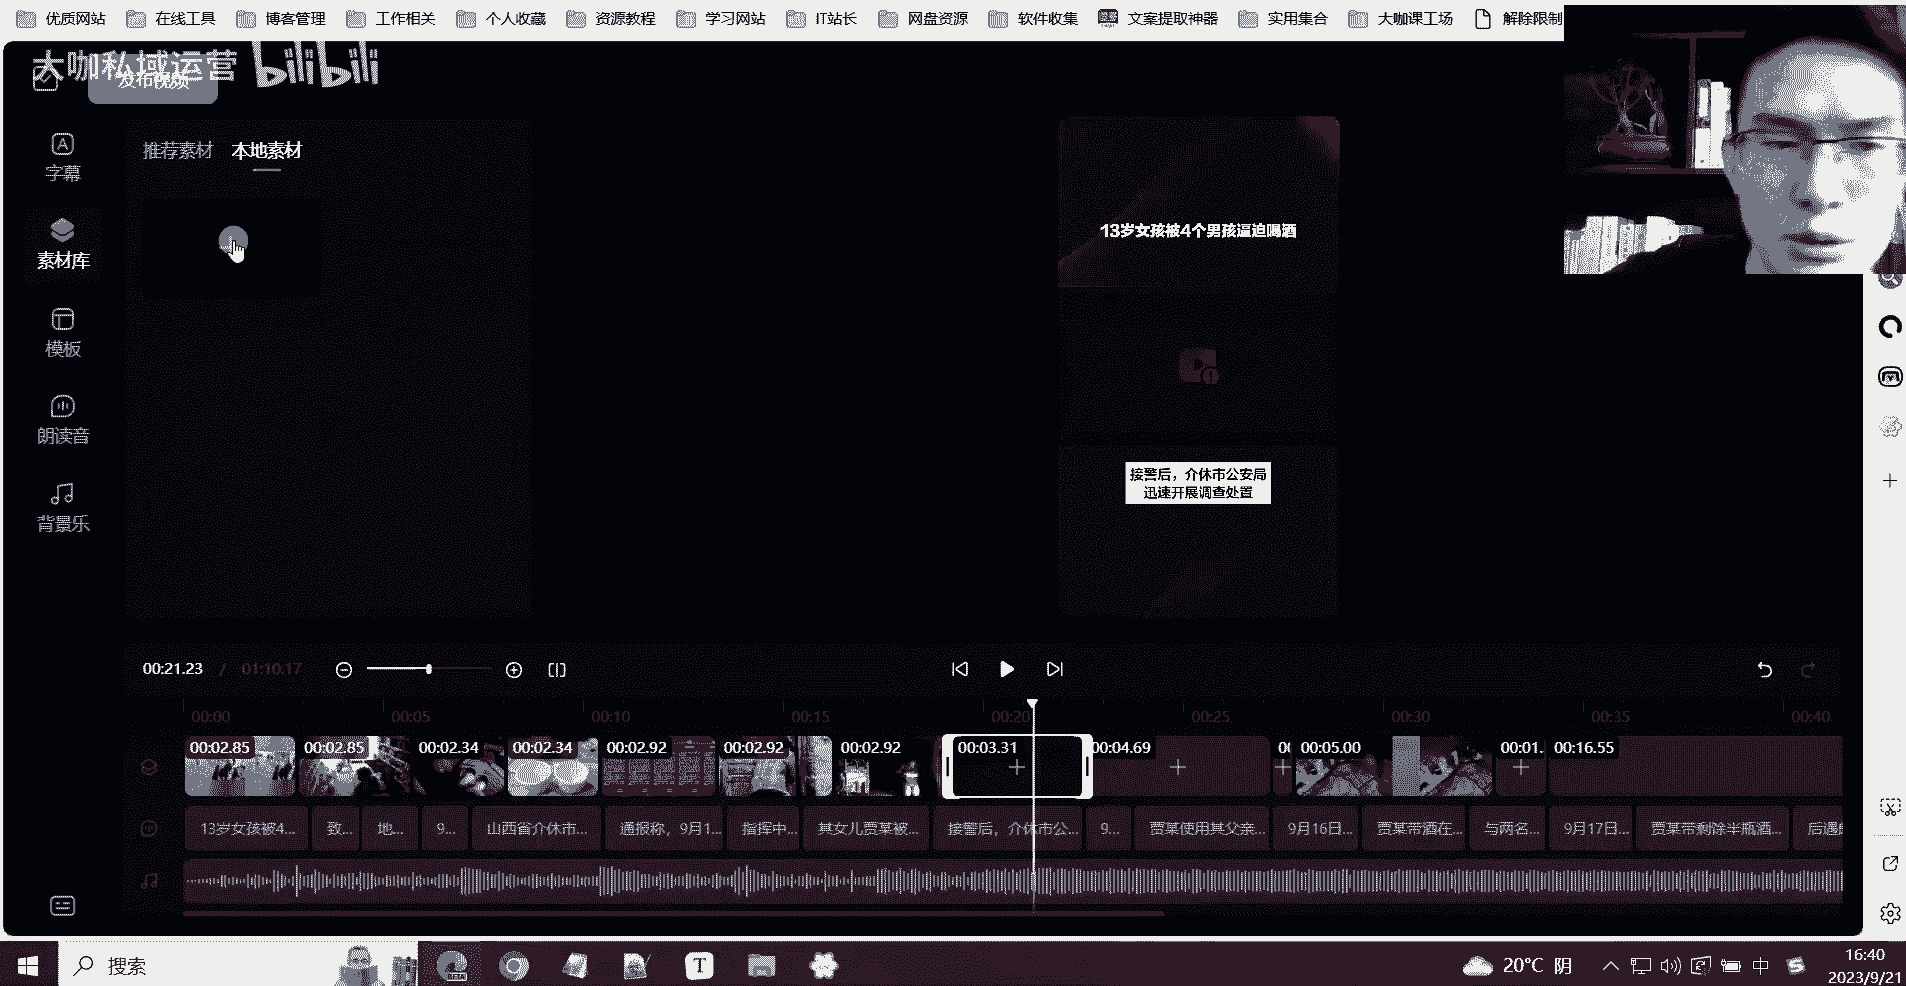 优质网站 在线工具 博客管理 工作相关 个人收藏 资源教程 学习网站 IT站长 网盘资源 软件收集 文案提取神器 实用集合 大咖课工场 解除限制
大咖私域运营 bilibili
发布视频
推荐素材 本地素材
字幕
素材库
模板
朗读音
背景乐
13岁女孩被4个男孩逼迫喝酒
接警后，介休市公安局
迅速开展调查处置
00:21.23 / 01:10.17
00:00 00:05 00:10 00:15 00:20 00:25 00:30 00:35 00:40
00:02.85 00:02.85 00:02.34 00:02.34 00:02.92 00:02.92 00:02.92 00:03.31 00:04.69 00:05.00 00:01. 00:16.55
13岁女孩被4... 致... 地... 9... 山西省介休市... 通报称，9月1... 指挥中... 其女儿贾某被... 接警后，介休市公... 9... 贾某使用其父亲... 9月16日... 贾某带酒在... 与两名... 9月17日... 贾某带剩余半瓶酒...
搜索
BETA
T
20°C 阴
中
S
16:40
2023/9/21